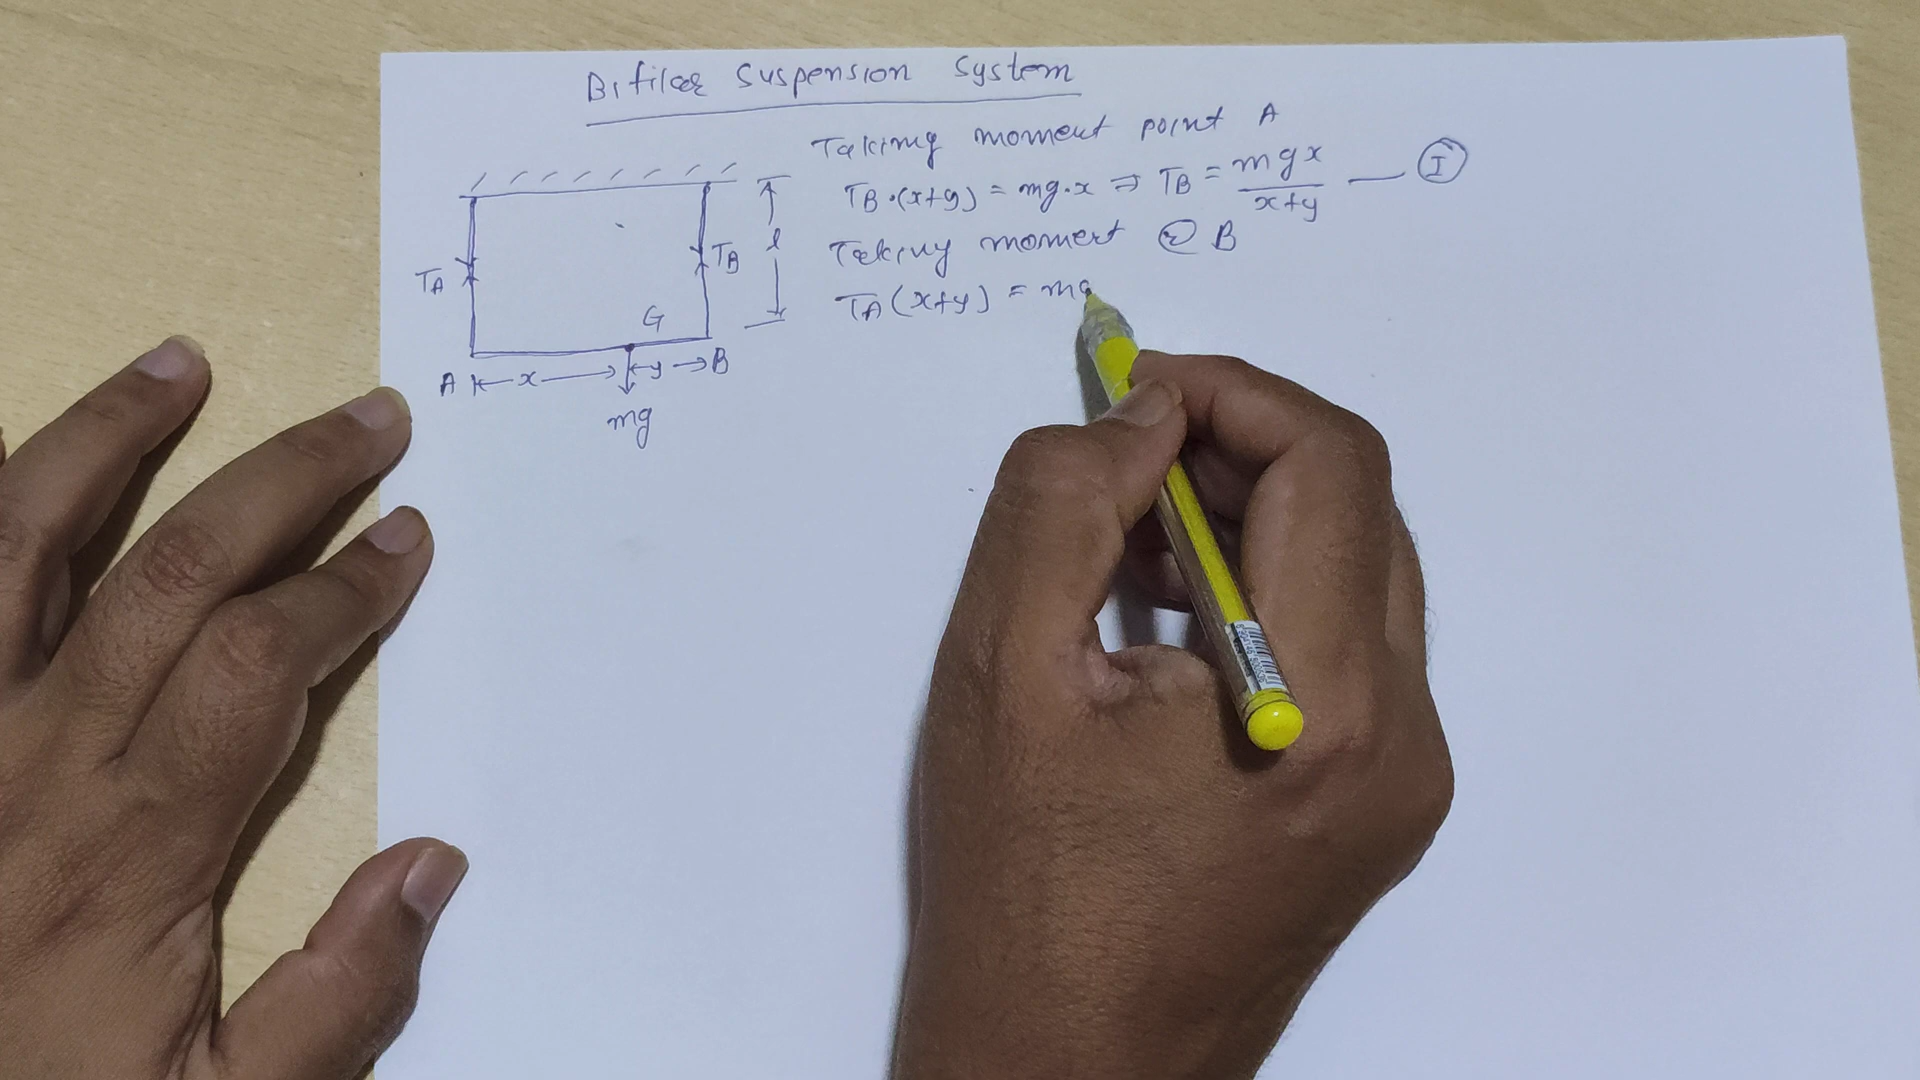 Bifilar Suspension System
Taking moment point A
TB.(x+y) = mg.x ⇒ TB = mgx / x+y — I
Taking moment @ B
TA(x+y) = mg
TA
TB
l
G
A x y B
mg